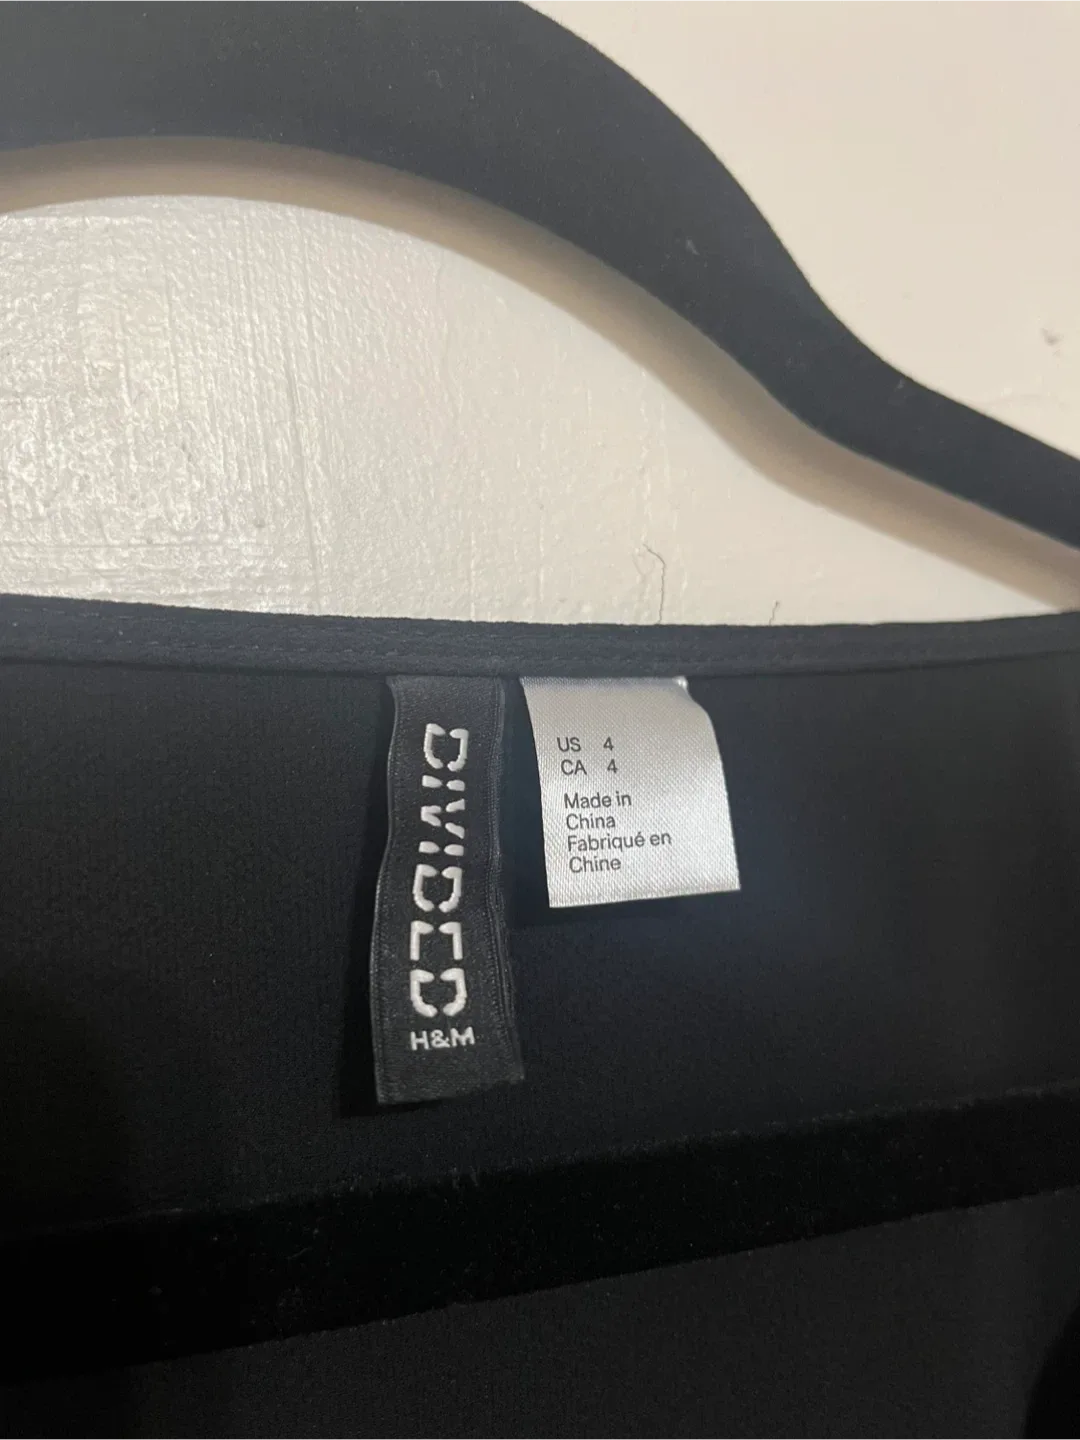 DIVIDED
H&M
US 4
CA 4
Made in
China
Fabriqué en
Chine